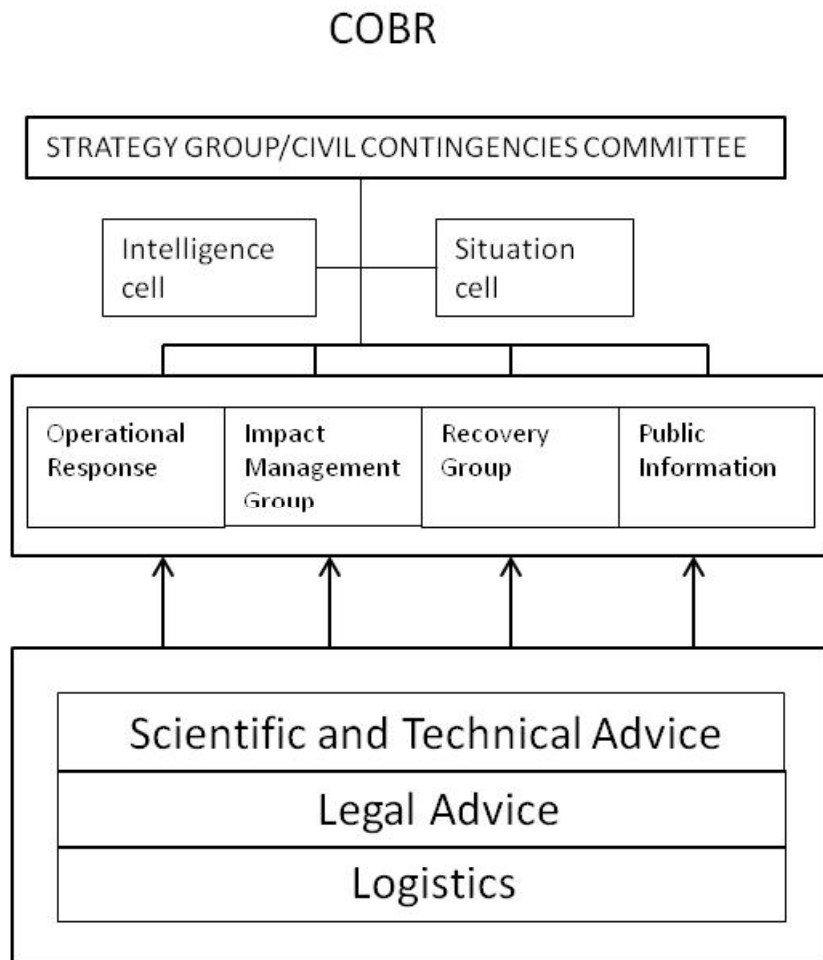 COBR
STRATEGY GROUP/CIVIL CONTINGENCIES COMMITTEE
Intelligence
cell
Situation
cell
Operational
Response
Impact
Management
Group
Recovery
Group
Public
Information
Scientific and Technical Advice
Legal Advice
Logistics